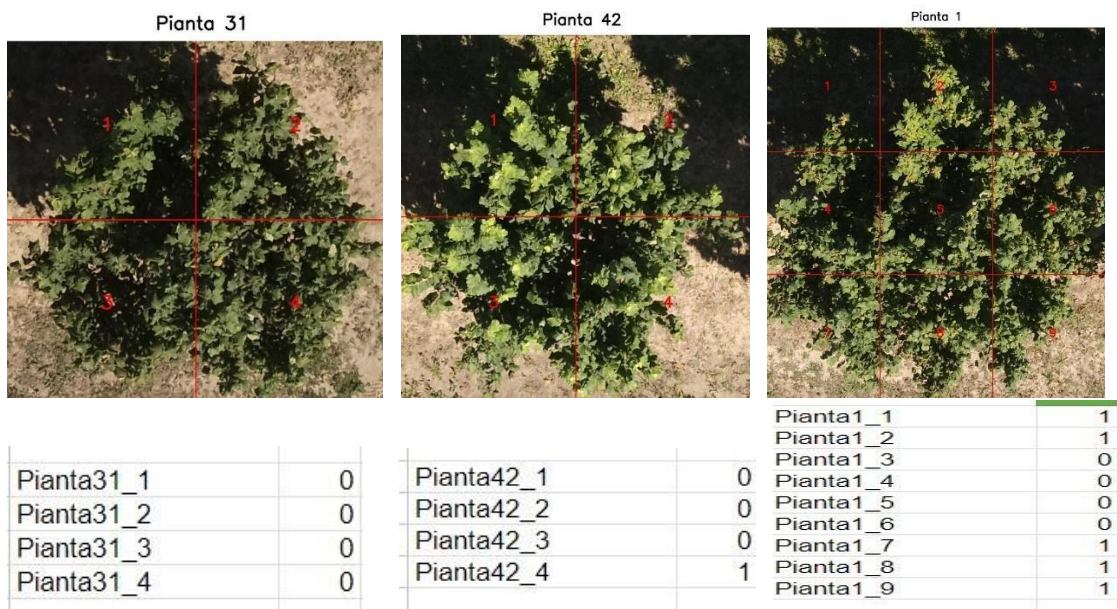 Pianta 31
1
2
3
4
Pianta31_1 0
Pianta31_2 0
Pianta31_3 0
Pianta31_4 0
Pianta 42
1
2
3
4
Pianta42_1 0
Pianta42_2 0
Pianta42_3 0
Pianta42_4 1
Pianta 1
1
2
3
4
5
6
7
8
9
Pianta1_1 1
Pianta1_2 1
Pianta1_3 0
Pianta1_4 0
Pianta1_5 0
Pianta1_6 0
Pianta1_7 1
Pianta1_8 1
Pianta1_9 1